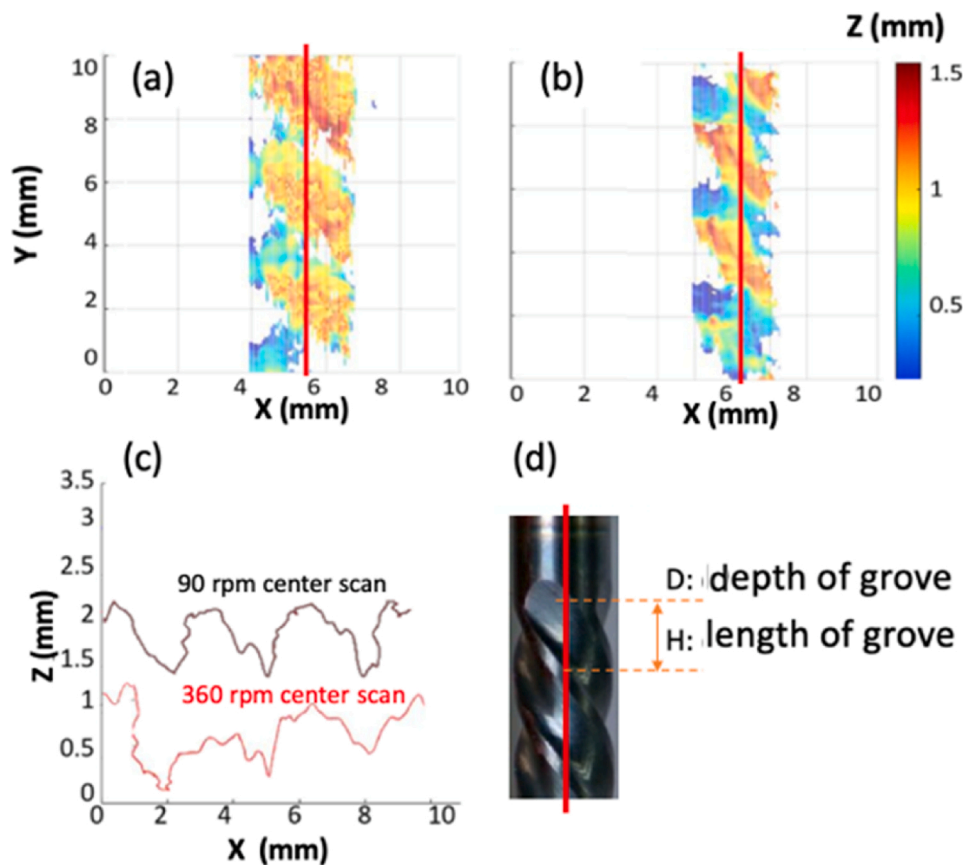 Z (mm)
(a)
(b)
10
8
6
4
2
0
Y (mm)
0 2 4 6 8 10
X (mm)
0 2 4 6 8 10
X (mm)
1.5
1
0.5
(c)
(d)
3.5
3
2.5
2
1.5
1
0.5
0
Z (mm)
90 rpm center scan
360 rpm center scan
0 2 4 6 8 10
X (mm)
D: depth of grove
H: length of grove